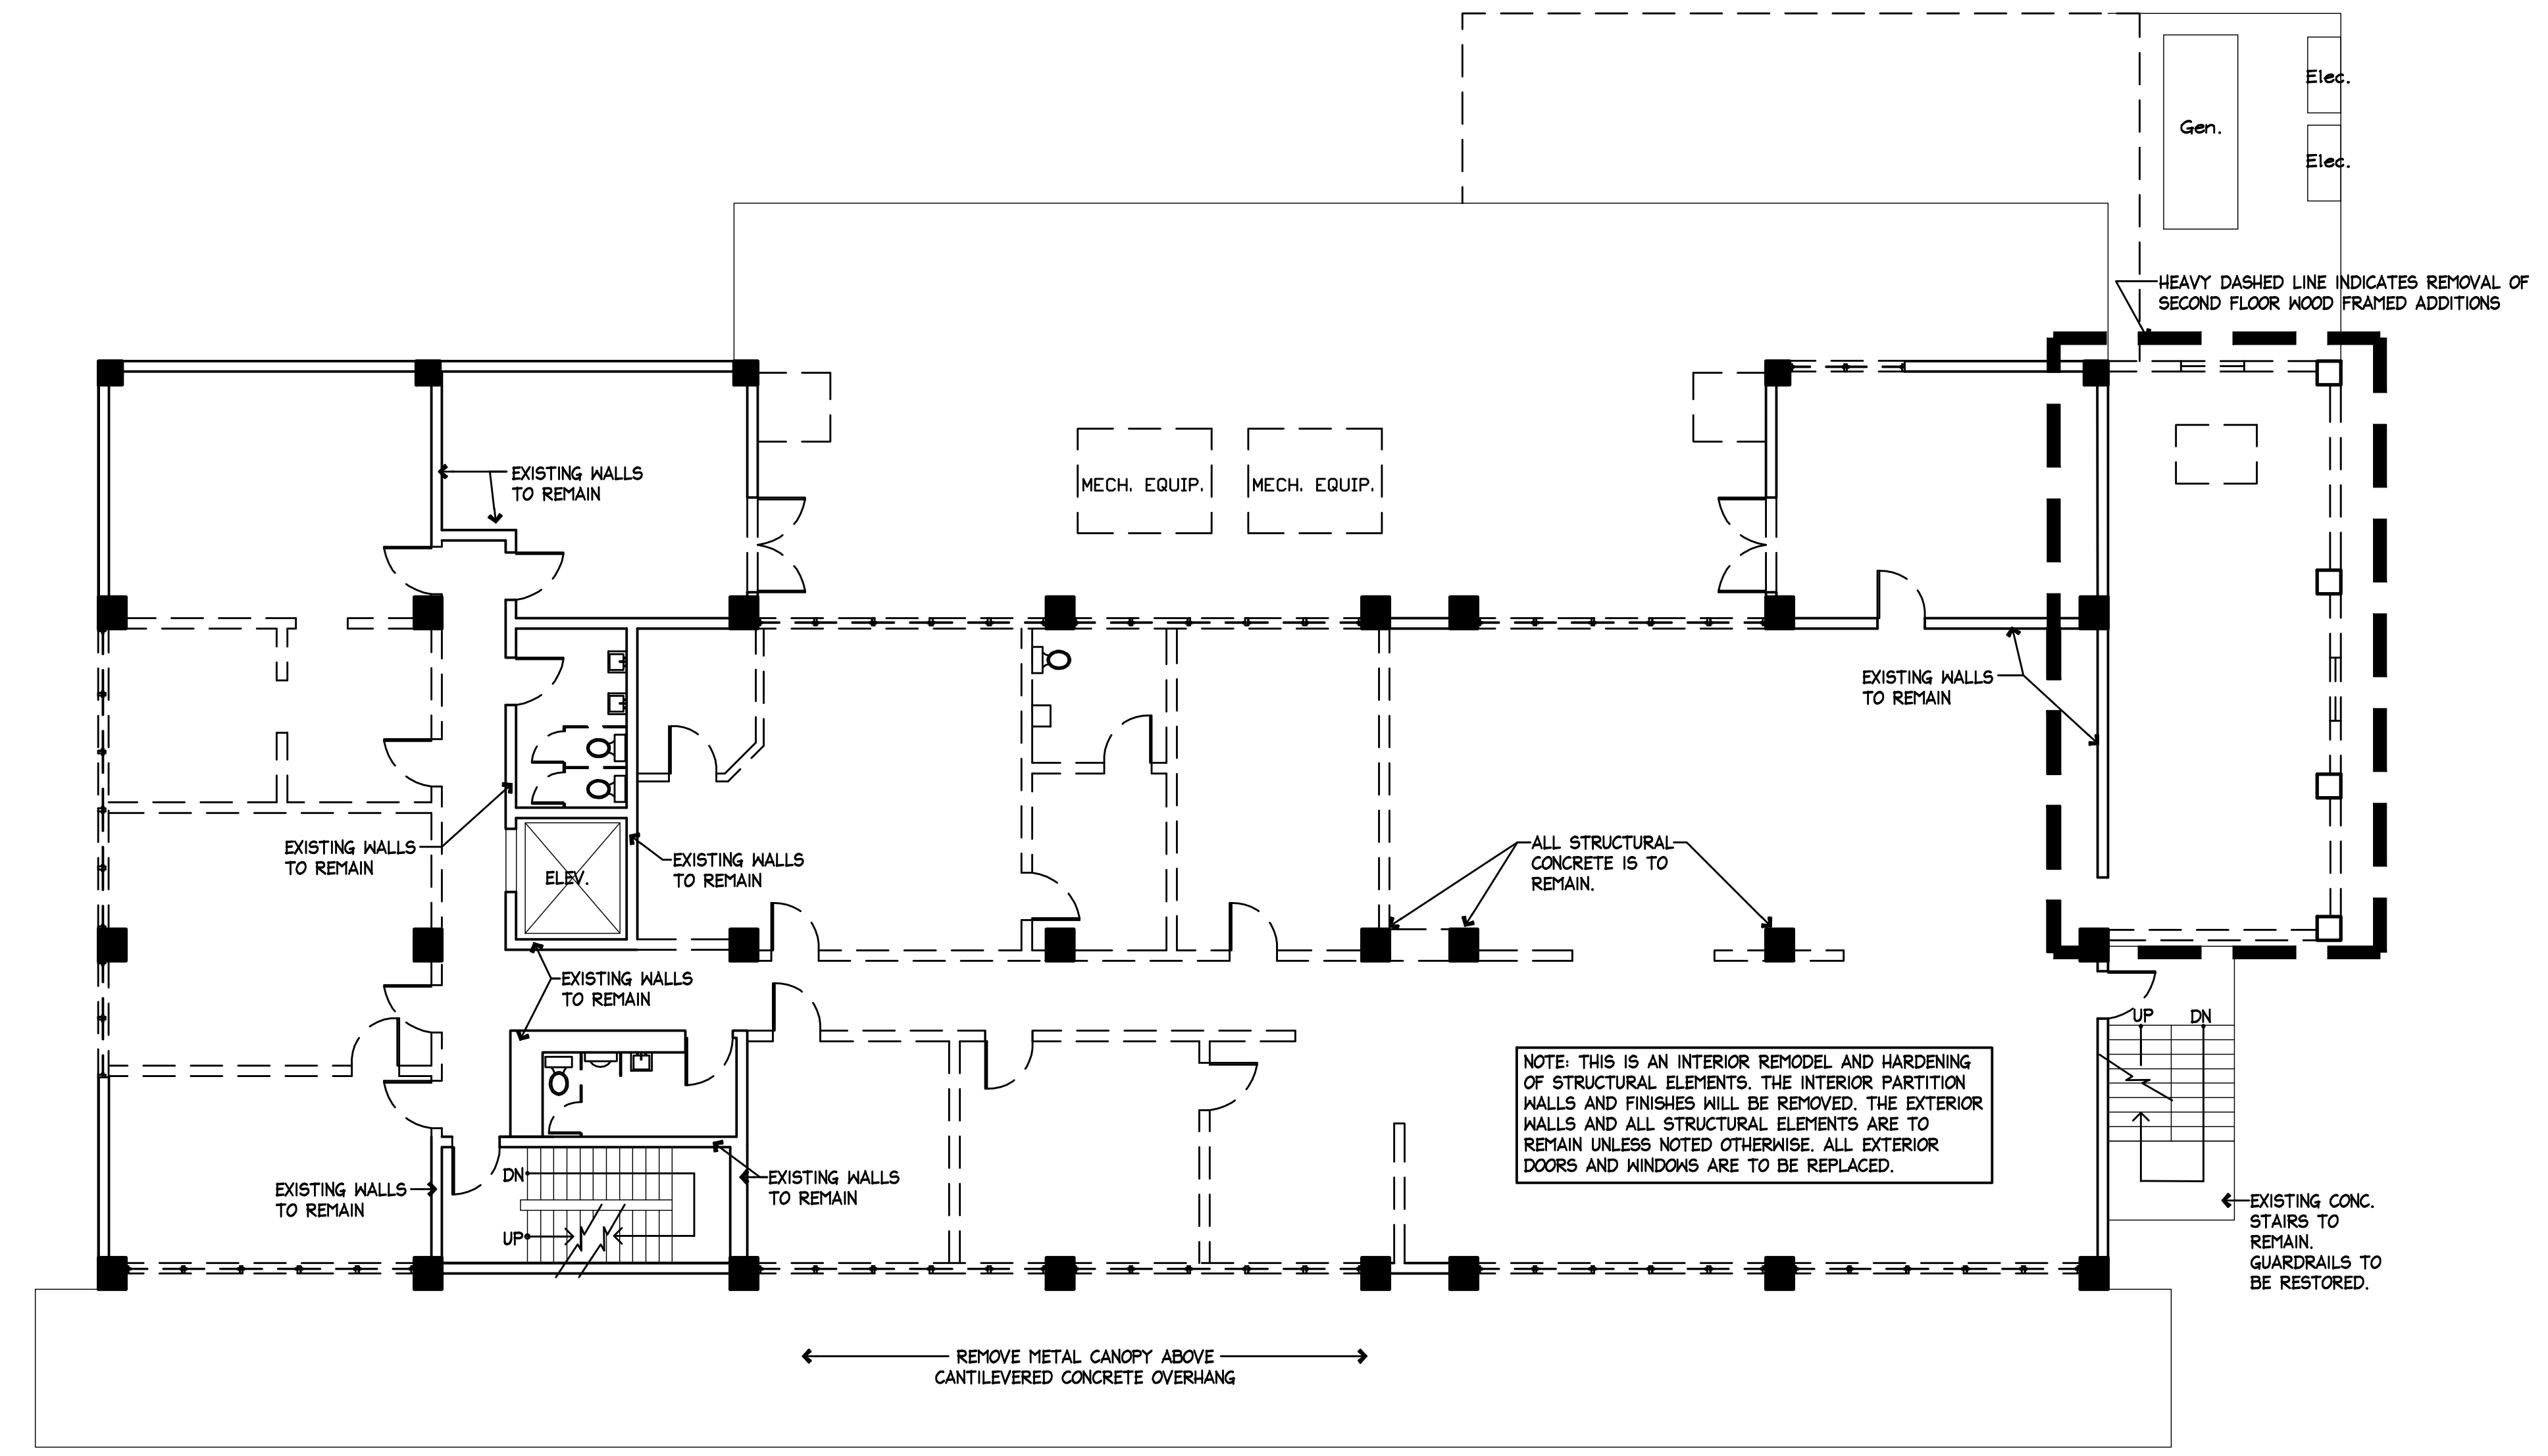 Elec.
Gen.
Elec.
HEAVY DASHED LINE INDICATES REMOVAL OF
SECOND FLOOR WOOD FRAMED ADDITIONS
EXISTING WALLS
TO REMAIN
MECH. EQUIP.
MECH. EQUIP.
EXISTING WALLS
TO REMAIN
EXISTING WALLS
TO REMAIN
ELEV.
EXISTING WALLS
TO REMAIN
ALL STRUCTURAL
CONCRETE IS TO
REMAIN.
EXISTING WALLS
TO REMAIN
UP
DN
NOTE: THIS IS AN INTERIOR REMODEL AND HARDENING
OF STRUCTURAL ELEMENTS. THE INTERIOR PARTITION
WALLS AND FINISHES WILL BE REMOVED. THE EXTERIOR
WALLS AND ALL STRUCTURAL ELEMENTS ARE TO
REMAIN UNLESS NOTED OTHERWISE. ALL EXTERIOR
DOORS AND WINDOWS ARE TO BE REPLACED.
EXISTING WALLS
TO REMAIN
DN
UP
EXISTING WALLS
TO REMAIN
EXISTING CONC.
STAIRS TO
REMAIN.
GUARDRAILS TO
BE RESTORED.
REMOVE METAL CANOPY ABOVE
CANTILEVERED CONCRETE OVERHANG